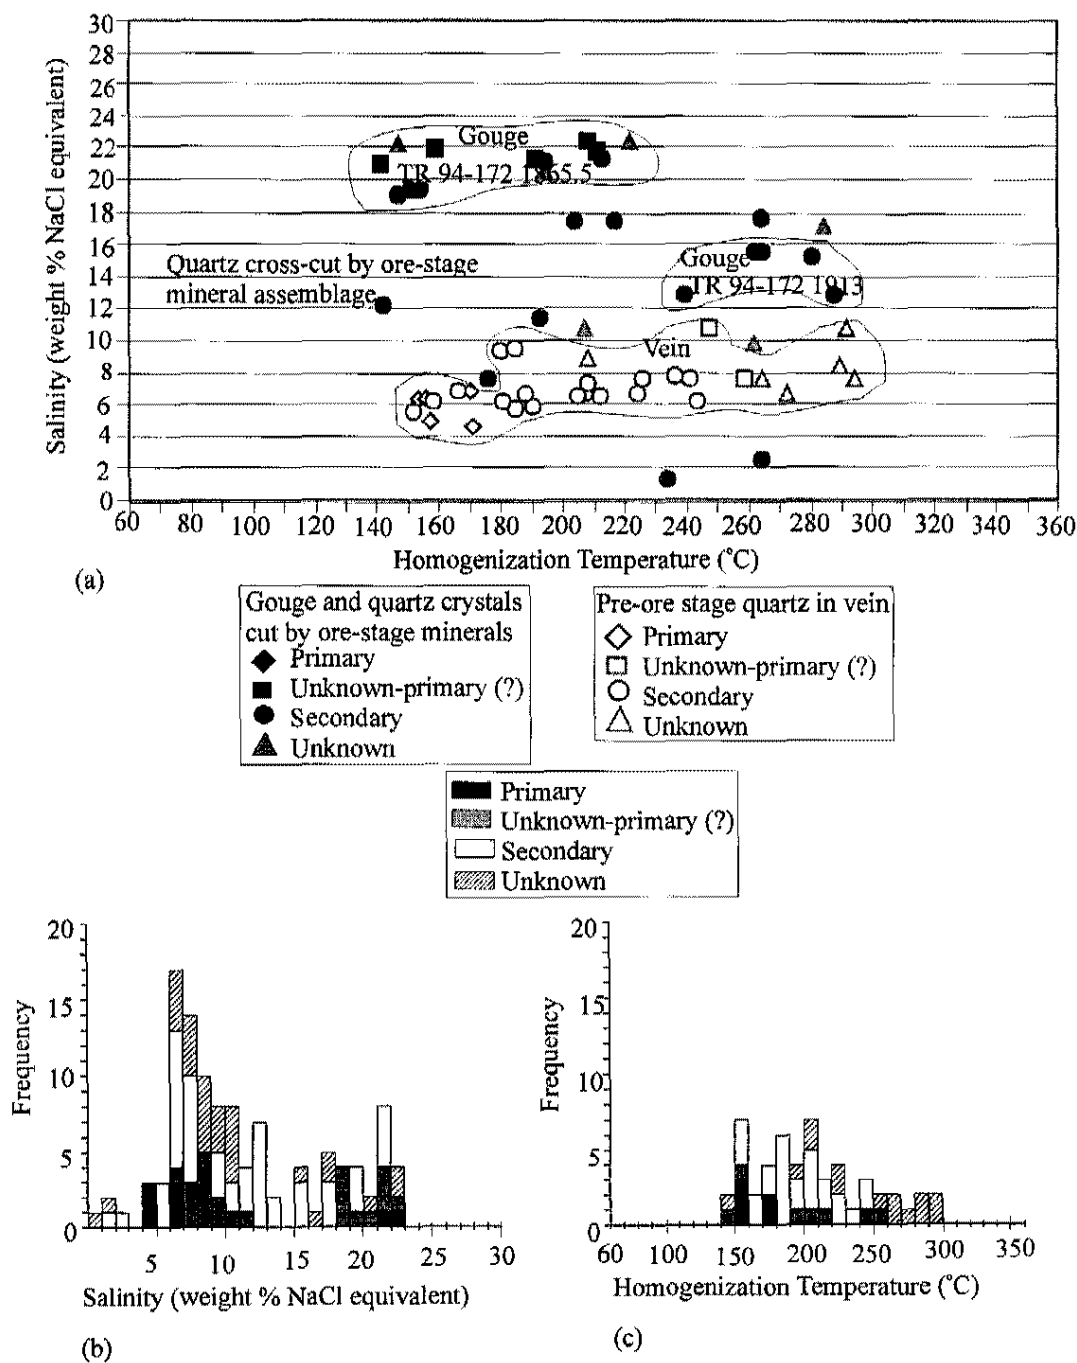 30
28
26
24
22
20
18
16
14
12
10
8
6
4
2
0
Salinity (weight % NaCl equivalent)
Gouge
TR 94-172 1865.5
Gouge
TR 94-172 1913
Quartz cross-cut by ore-stage
mineral assemblage
Vein
60 80 100 120 140 160 180 200 220 240 260 280 300 320 340 360
Homogenization Temperature (°C)
(a)
Gouge and quartz crystals
cut by ore-stage minerals
Primary
Unknown-primary (?)
Secondary
Unknown
Pre-ore stage quartz in vein
Primary
Unknown-primary (?)
Secondary
Unknown
Primary
Unknown-primary (?)
Secondary
Unknown
20
15
10
5
0
Frequency
5 10 15 20 25 30
Salinity (weight % NaCl equivalent)
(b)
20
15
10
5
0
Frequency
60 100 150 200 250 300 350
Homogenization Temperature (°C)
(c)